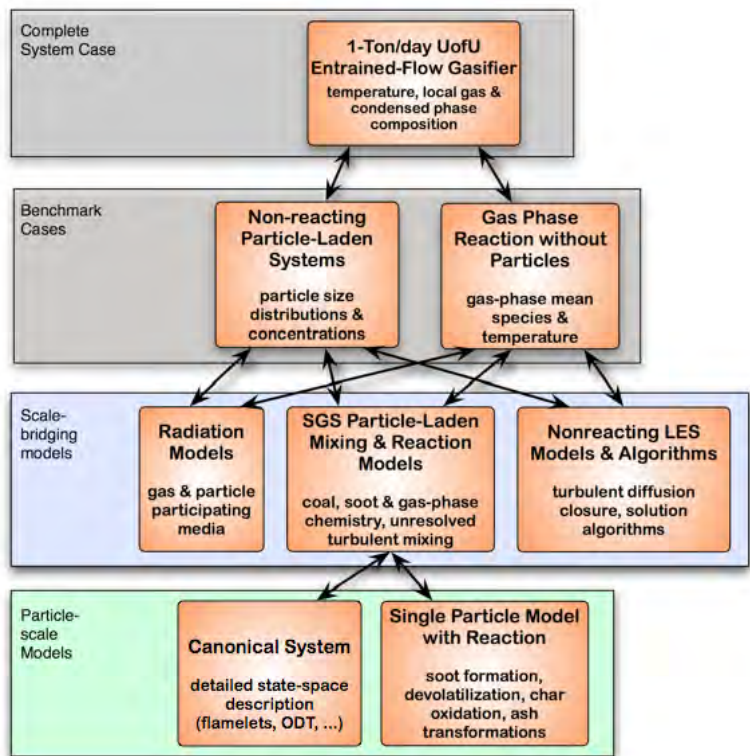 Complete
System Case
1-Ton/day UofU
Entrained-Flow Gasifier
temperature, local gas &
condensed phase
composition
Benchmark
Cases
Non-reacting
Particle-Laden
Systems
particle size
distributions &
concentrations
Gas Phase
Reaction without
Particles
gas-phase mean
species &
temperature
Scale-
bridging
models
Radiation
Models
gas & particle
participating
media
SGS Particle-Laden
Mixing & Reaction
Models
coal, soot & gas-phase
chemistry, unresolved
turbulent mixing
Nonreacting LES
Models & Algorithms
turbulent diffusion
closure, solution
algorithms
Particle-
scale
Models
Canonical System
detailed state-space
description
(flamelets, ODT, ...)
Single Particle Model
with Reaction
soot formation,
devolatilization, char
oxidation, ash
transformations